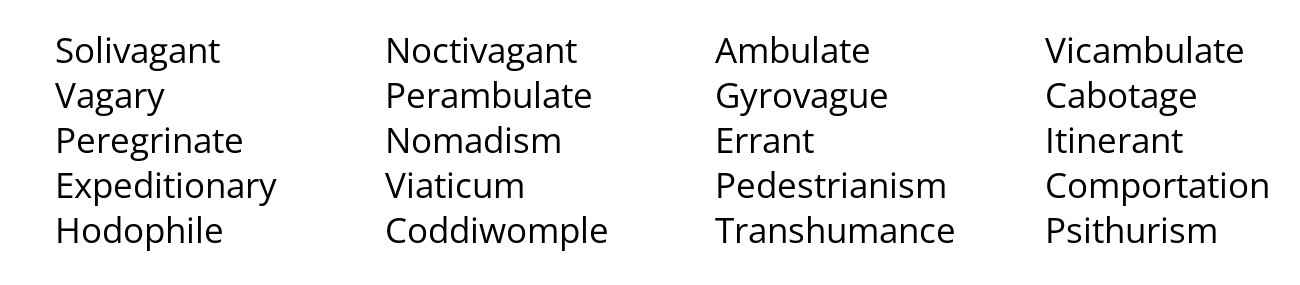 Solivagant Noctivagant Ambulate Vicambulate
Vagary Perambulate Gyrovague Cabotage
Peregrinate Nomadism Errant Itinerant
Expeditionary Viaticum Pedestrianism Comportation
Hodophile Coddiwomple Transhumance Psithurism